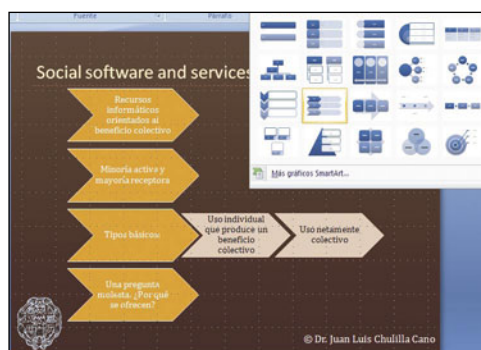 Fuente
Párrafo
Social software and services
Recursos
informáticos
orientados al
beneficio colectivo
Minoría activa y
mayoría receptora
Tipos básicos:
Uso individual
que produce un
beneficio
colectivo
Uso netamente
colectivo
Una pregunta
molesta. ¿Por qué
se ofrecen?
Más gráficos SmartArt...
© Dr. Juan Luis Chulilla Cano